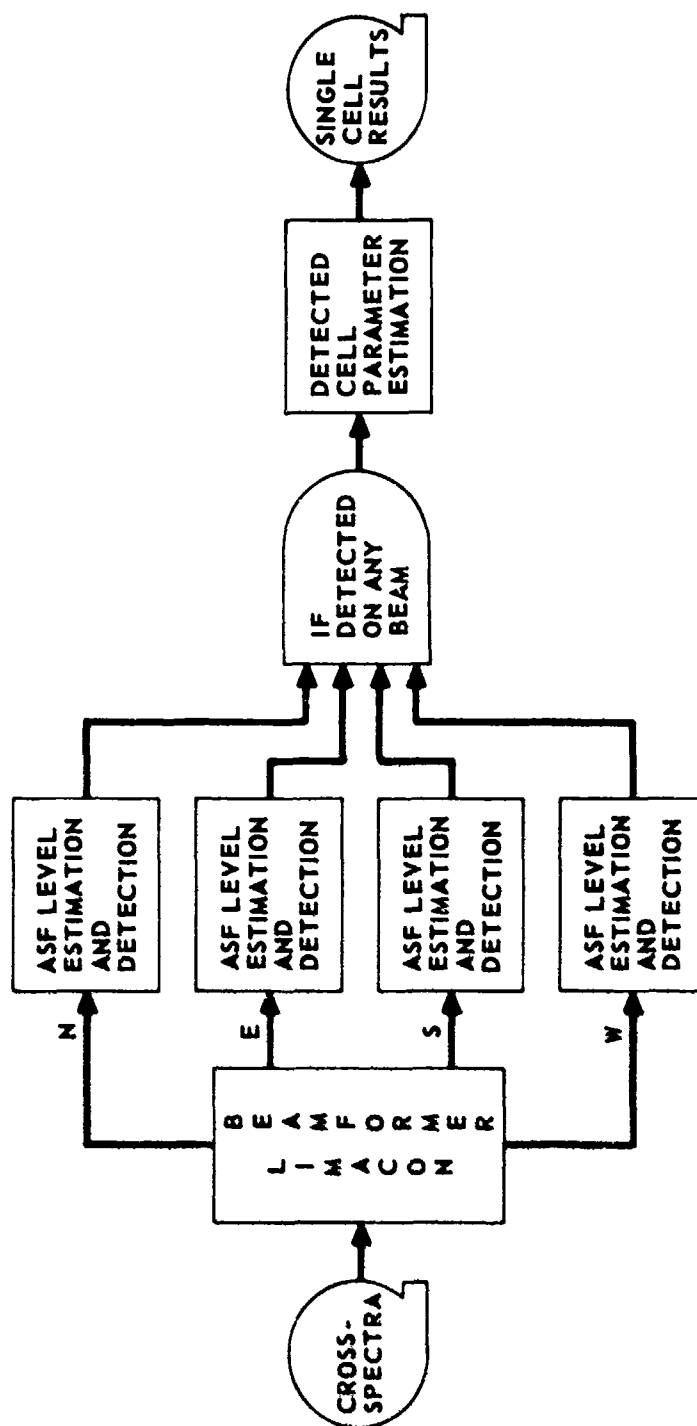 CROSS-
SPECTRA
LIMACON
BEAMFORMER
N
E
S
W
ASF LEVEL
ESTIMATION
AND
DETECTION
ASF LEVEL
ESTIMATION
AND
DETECTION
ASF LEVEL
ESTIMATION
AND
DETECTION
ASF LEVEL
ESTIMATION
AND
DETECTION
IF
DETECTED
ON ANY
BEAM
DETECTED
CELL
PARAMETER
ESTIMATION
SINGLE
CELL
RESULTS